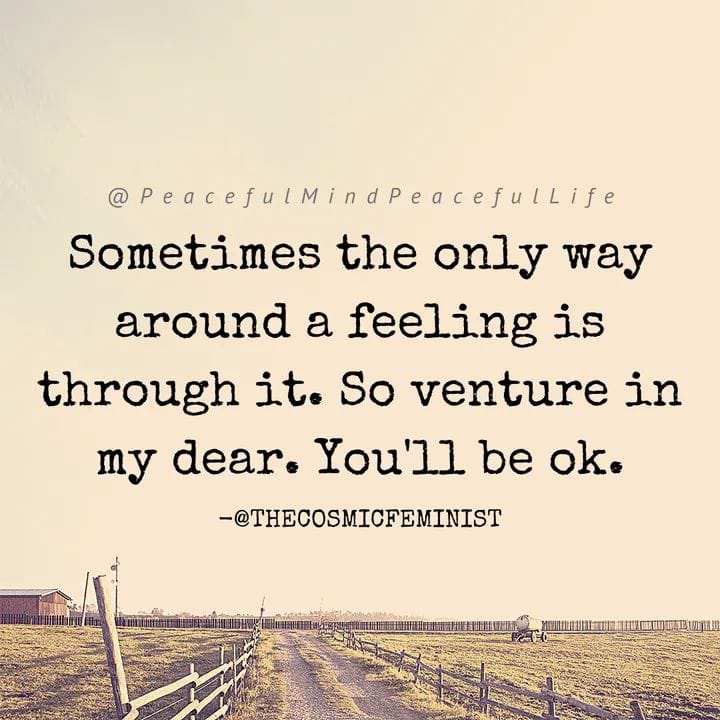 @PeacefulMindPeacefulLife
Sometimes the only way
around a feeling is
through it. So venture in
my dear. You'll be ok.
-@THECOSMICFEMINIST